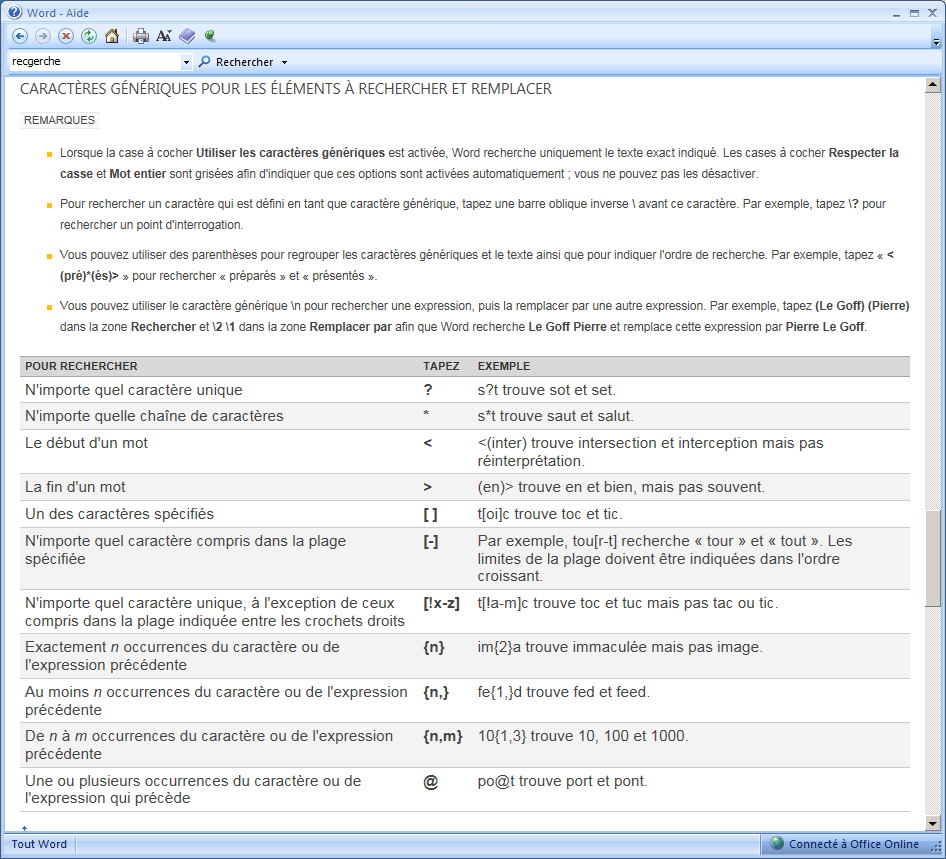 Word - Aide
recgerche
Rechercher
CARACTÈRES GÉNÉRIQUES POUR LES ÉLÉMENTS À RECHERCHER ET REMPLACER
REMARQUES
Lorsque la case à cocher Utiliser les caractères génériques est activée, Word recherche uniquement le texte exact indiqué. Les cases à cocher Respecter la
casse et Mot entier sont grisées afin d'indiquer que ces options sont activées automatiquement ; vous ne pouvez pas les désactiver.
Pour rechercher un caractère qui est défini en tant que caractère générique, tapez une barre oblique inverse \ avant ce caractère. Par exemple, tapez \? pour
rechercher un point d'interrogation.
Vous pouvez utiliser des parenthèses pour regrouper les caractères génériques et le texte ainsi que pour indiquer l'ordre de recherche. Par exemple, tapez « <
(pré)*(és)> » pour rechercher « préparés » et « présentés ».
Vous pouvez utiliser le caractère générique \n pour rechercher une expression, puis la remplacer par une autre expression. Par exemple, tapez (Le Goff) (Pierre)
dans la zone Rechercher et \2 \1 dans la zone Remplacer par afin que Word recherche Le Goff Pierre et remplace cette expression par Pierre Le Goff.
POUR RECHERCHER TAPEZ EXEMPLE
N'importe quel caractère unique ? s?t trouve sot et set.
N'importe quelle chaîne de caractères * s*t trouve saut et salut.
Le début d'un mot < <(inter) trouve intersection et interception mais pas
réinterprétation.
La fin d'un mot > (en)> trouve en et bien, mais pas souvent.
Un des caractères spécifiés [ ] t[oi]c trouve toc et tic.
N'importe quel caractère compris dans la plage [-] Par exemple, tou[r-t] recherche « tour » et « tout ». Les
spécifiée limites de la plage doivent être indiquées dans l'ordre
croissant.
N'importe quel caractère unique, à l'exception de ceux [!x-z] t[!a-m]c trouve toc et tuc mais pas tac ou tic.
compris dans la plage indiquée entre les crochets droits
Exactement n occurrences du caractère ou de {n} im{2}a trouve immaculée mais pas image.
l'expression précédente
Au moins n occurrences du caractère ou de l'expression {n,} fe{1,}d trouve fed et feed.
précédente
De n à m occurrences du caractère ou de l'expression {n,m} 10{1,3} trouve 10, 100 et 1000.
précédente
Une ou plusieurs occurrences du caractère ou de @ po@t trouve port et pont.
l'expression qui précède
Tout Word Connecté à Office Online